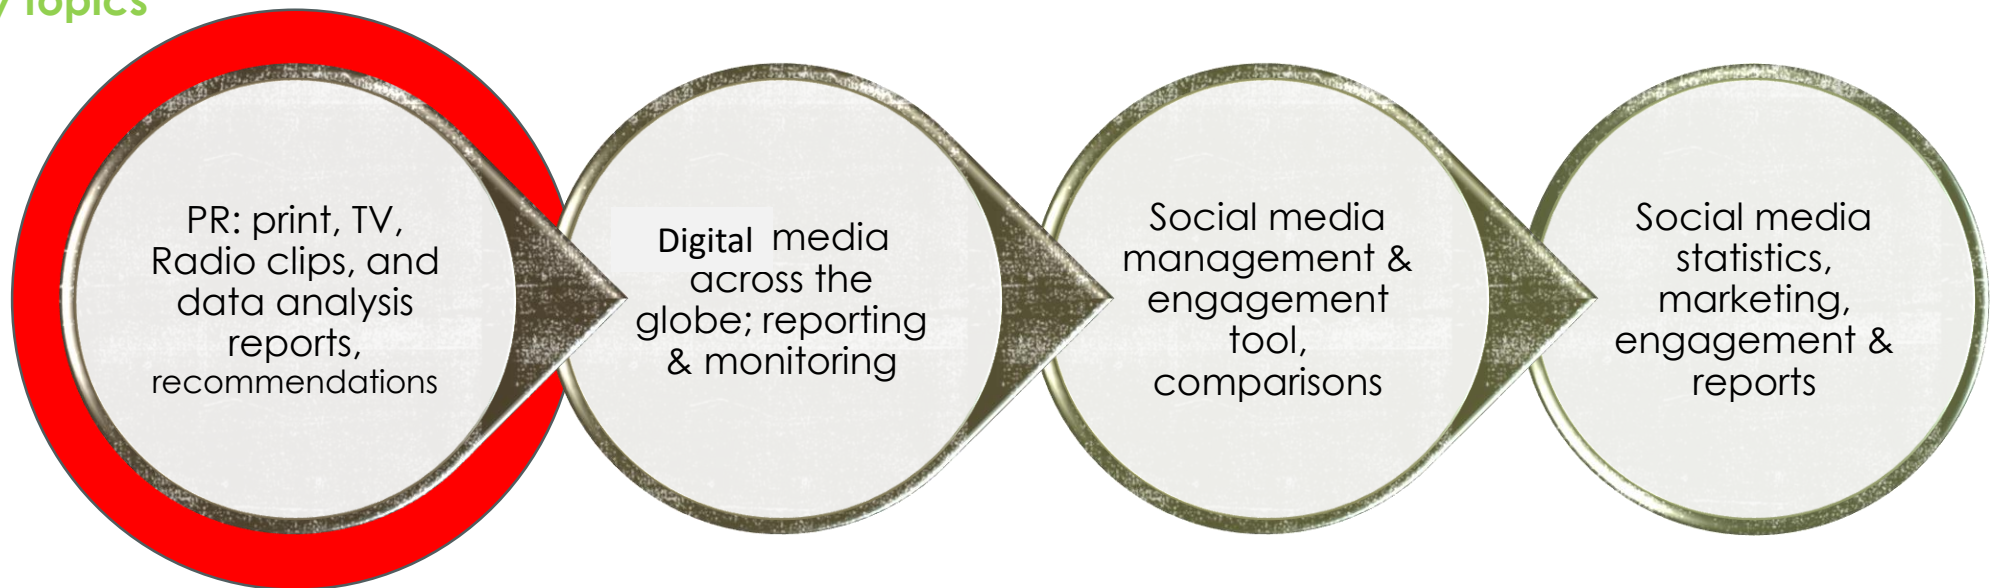 topics
PR: print, TV,
Radio clips, and
data analysis
reports,
recommendations
Digital media
across the
globe; reporting
& monitoring
Social media
management &
engagement
tool,
comparisons
Social media
statistics,
marketing,
engagement &
reports